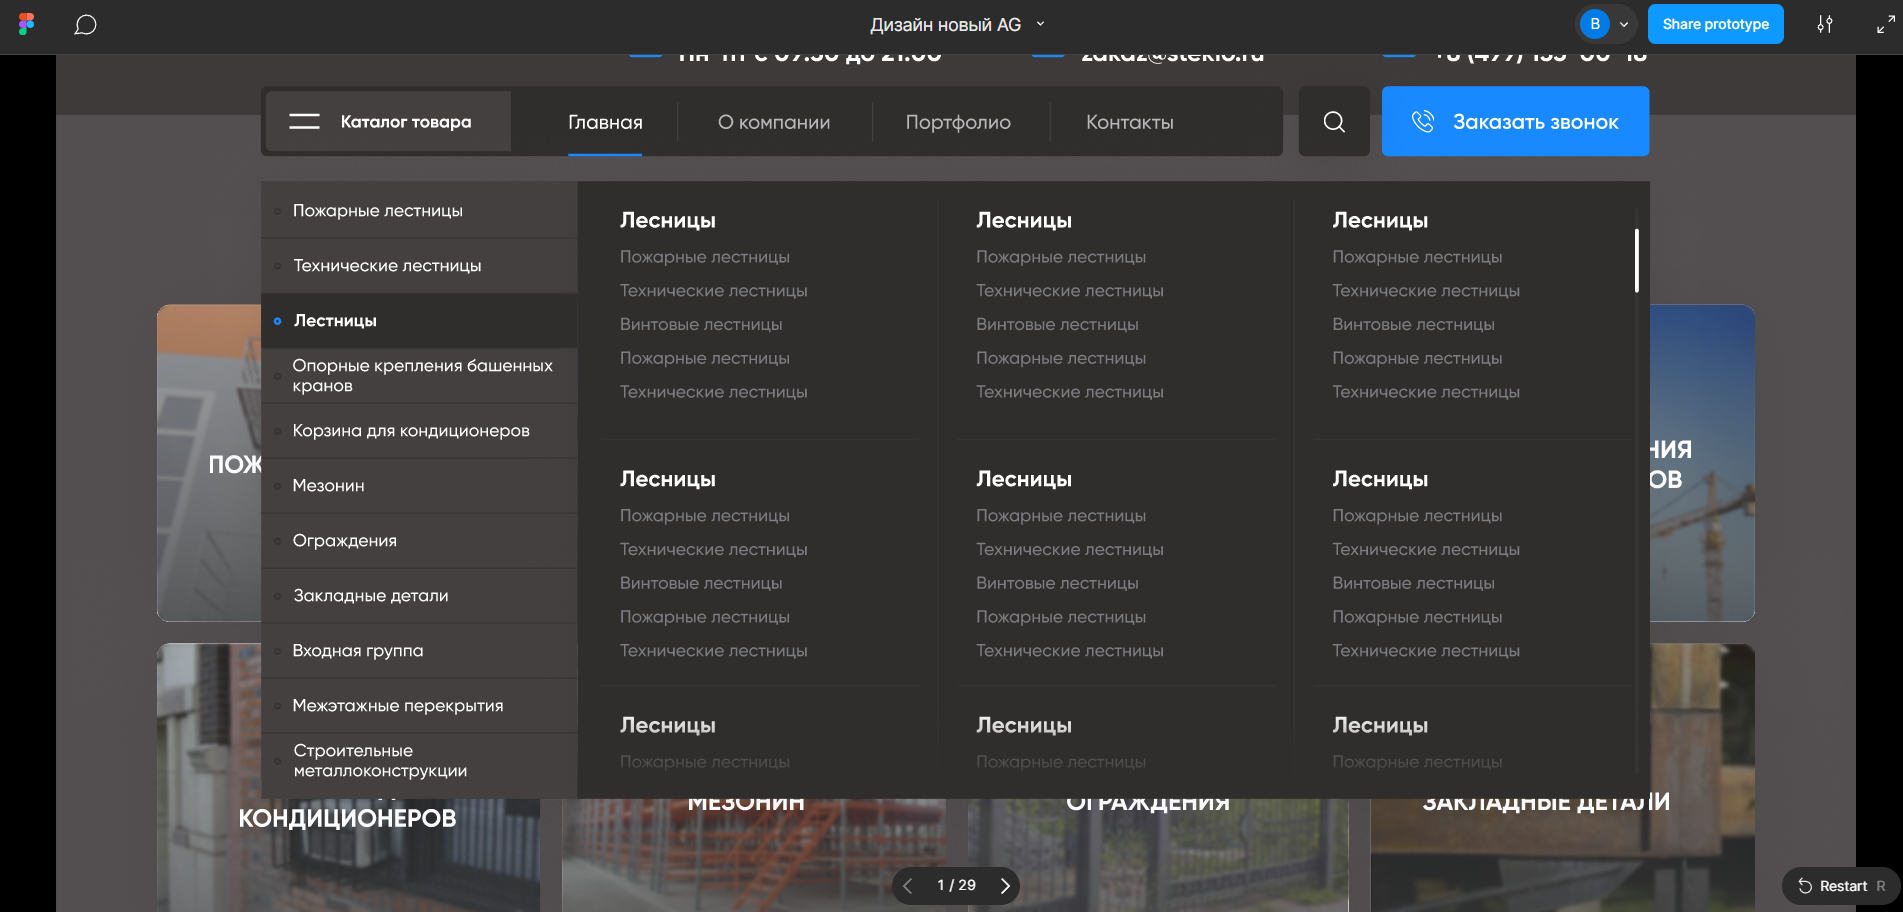 Дизайн новый AG
B
Share prototype
zakaz@steklo.ru
Каталог товара
Главная
О компании
Портфолио
Контакты
Заказать звонок
Пожарные лестницы
Технические лестницы
Лестницы
Опорные крепления башенных
кранов
Корзина для кондиционеров
Мезонин
Ограждения
Закладные детали
Входная группа
Межэтажные перекрытия
Строительные
металлоконструкции
Лесницы
Пожарные лестницы
Технические лестницы
Винтовые лестницы
Пожарные лестницы
Технические лестницы
Лесницы
Пожарные лестницы
Технические лестницы
Винтовые лестницы
Пожарные лестницы
Технические лестницы
Лесницы
Пожарные лестницы
Технические лестницы
Винтовые лестницы
Пожарные лестницы
Технические лестницы
Лесницы
Пожарные лестницы
Технические лестницы
Винтовые лестницы
Пожарные лестницы
Технические лестницы
Лесницы
Пожарные лестницы
Технические лестницы
Винтовые лестницы
Пожарные лестницы
Технические лестницы
Лесницы
Пожарные лестницы
Технические лестницы
Винтовые лестницы
Пожарные лестницы
Технические лестницы
Лесницы
Пожарные лестницы
Лесницы
Пожарные лестницы
Лесницы
Пожарные лестницы
ПОЖ
НИЯ
ОВ
КОНДИЦИОНЕРОВ
МЕЗОНИН
ОГРАЖДЕНИЯ
ЗАКЛАДНЫЕ ДЕТАЛИ
1 / 29
Restart R